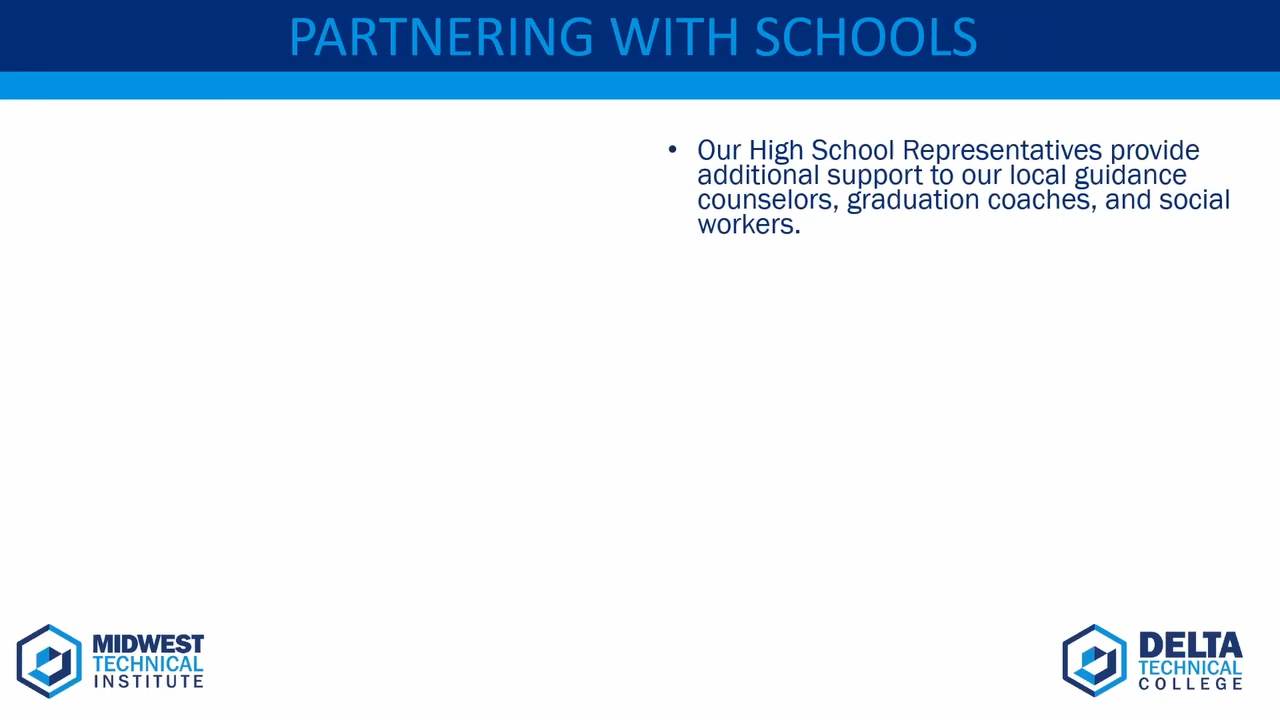 PARTNERING WITH SCHOOLS
• Our High School Representatives provide
additional support to our local guidance
counselors, graduation coaches, and social
workers.
MIDWEST
TECHNICAL
INSTITUTE
DELTA
TECHNICAL
COLLEGE